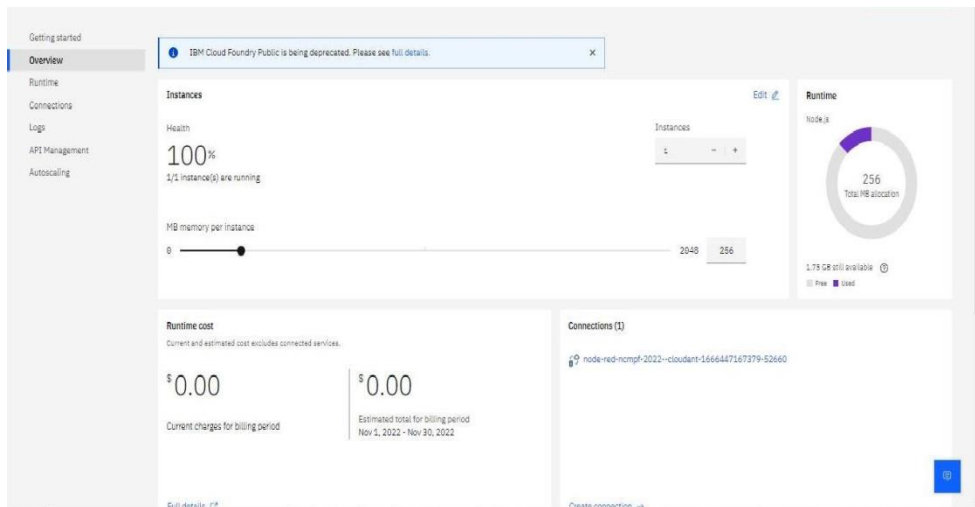 Getting started
Overview
Runtime
Connections
Logs
API Management
Autoscaling
IBM Cloud Foundry Public is being deprecated. Please see full details.
Instances
Edit
Health
100%
1/1 instance(s) are running
Instances
1 - +
MB memory per instance
0
2048
256
Runtime
Node.js
256
Total MB allocation
1.75 GB still available
Free Used
Runtime cost
Current and estimated cost excludes connected services.
$0.00
Current charges for billing period
$0.00
Estimated total for billing period
Nov 1, 2022 - Nov 30, 2022
Full details
Connections (1)
node-red-ncmpf-2022--cloudant-1666447167379-52660
Create connection →